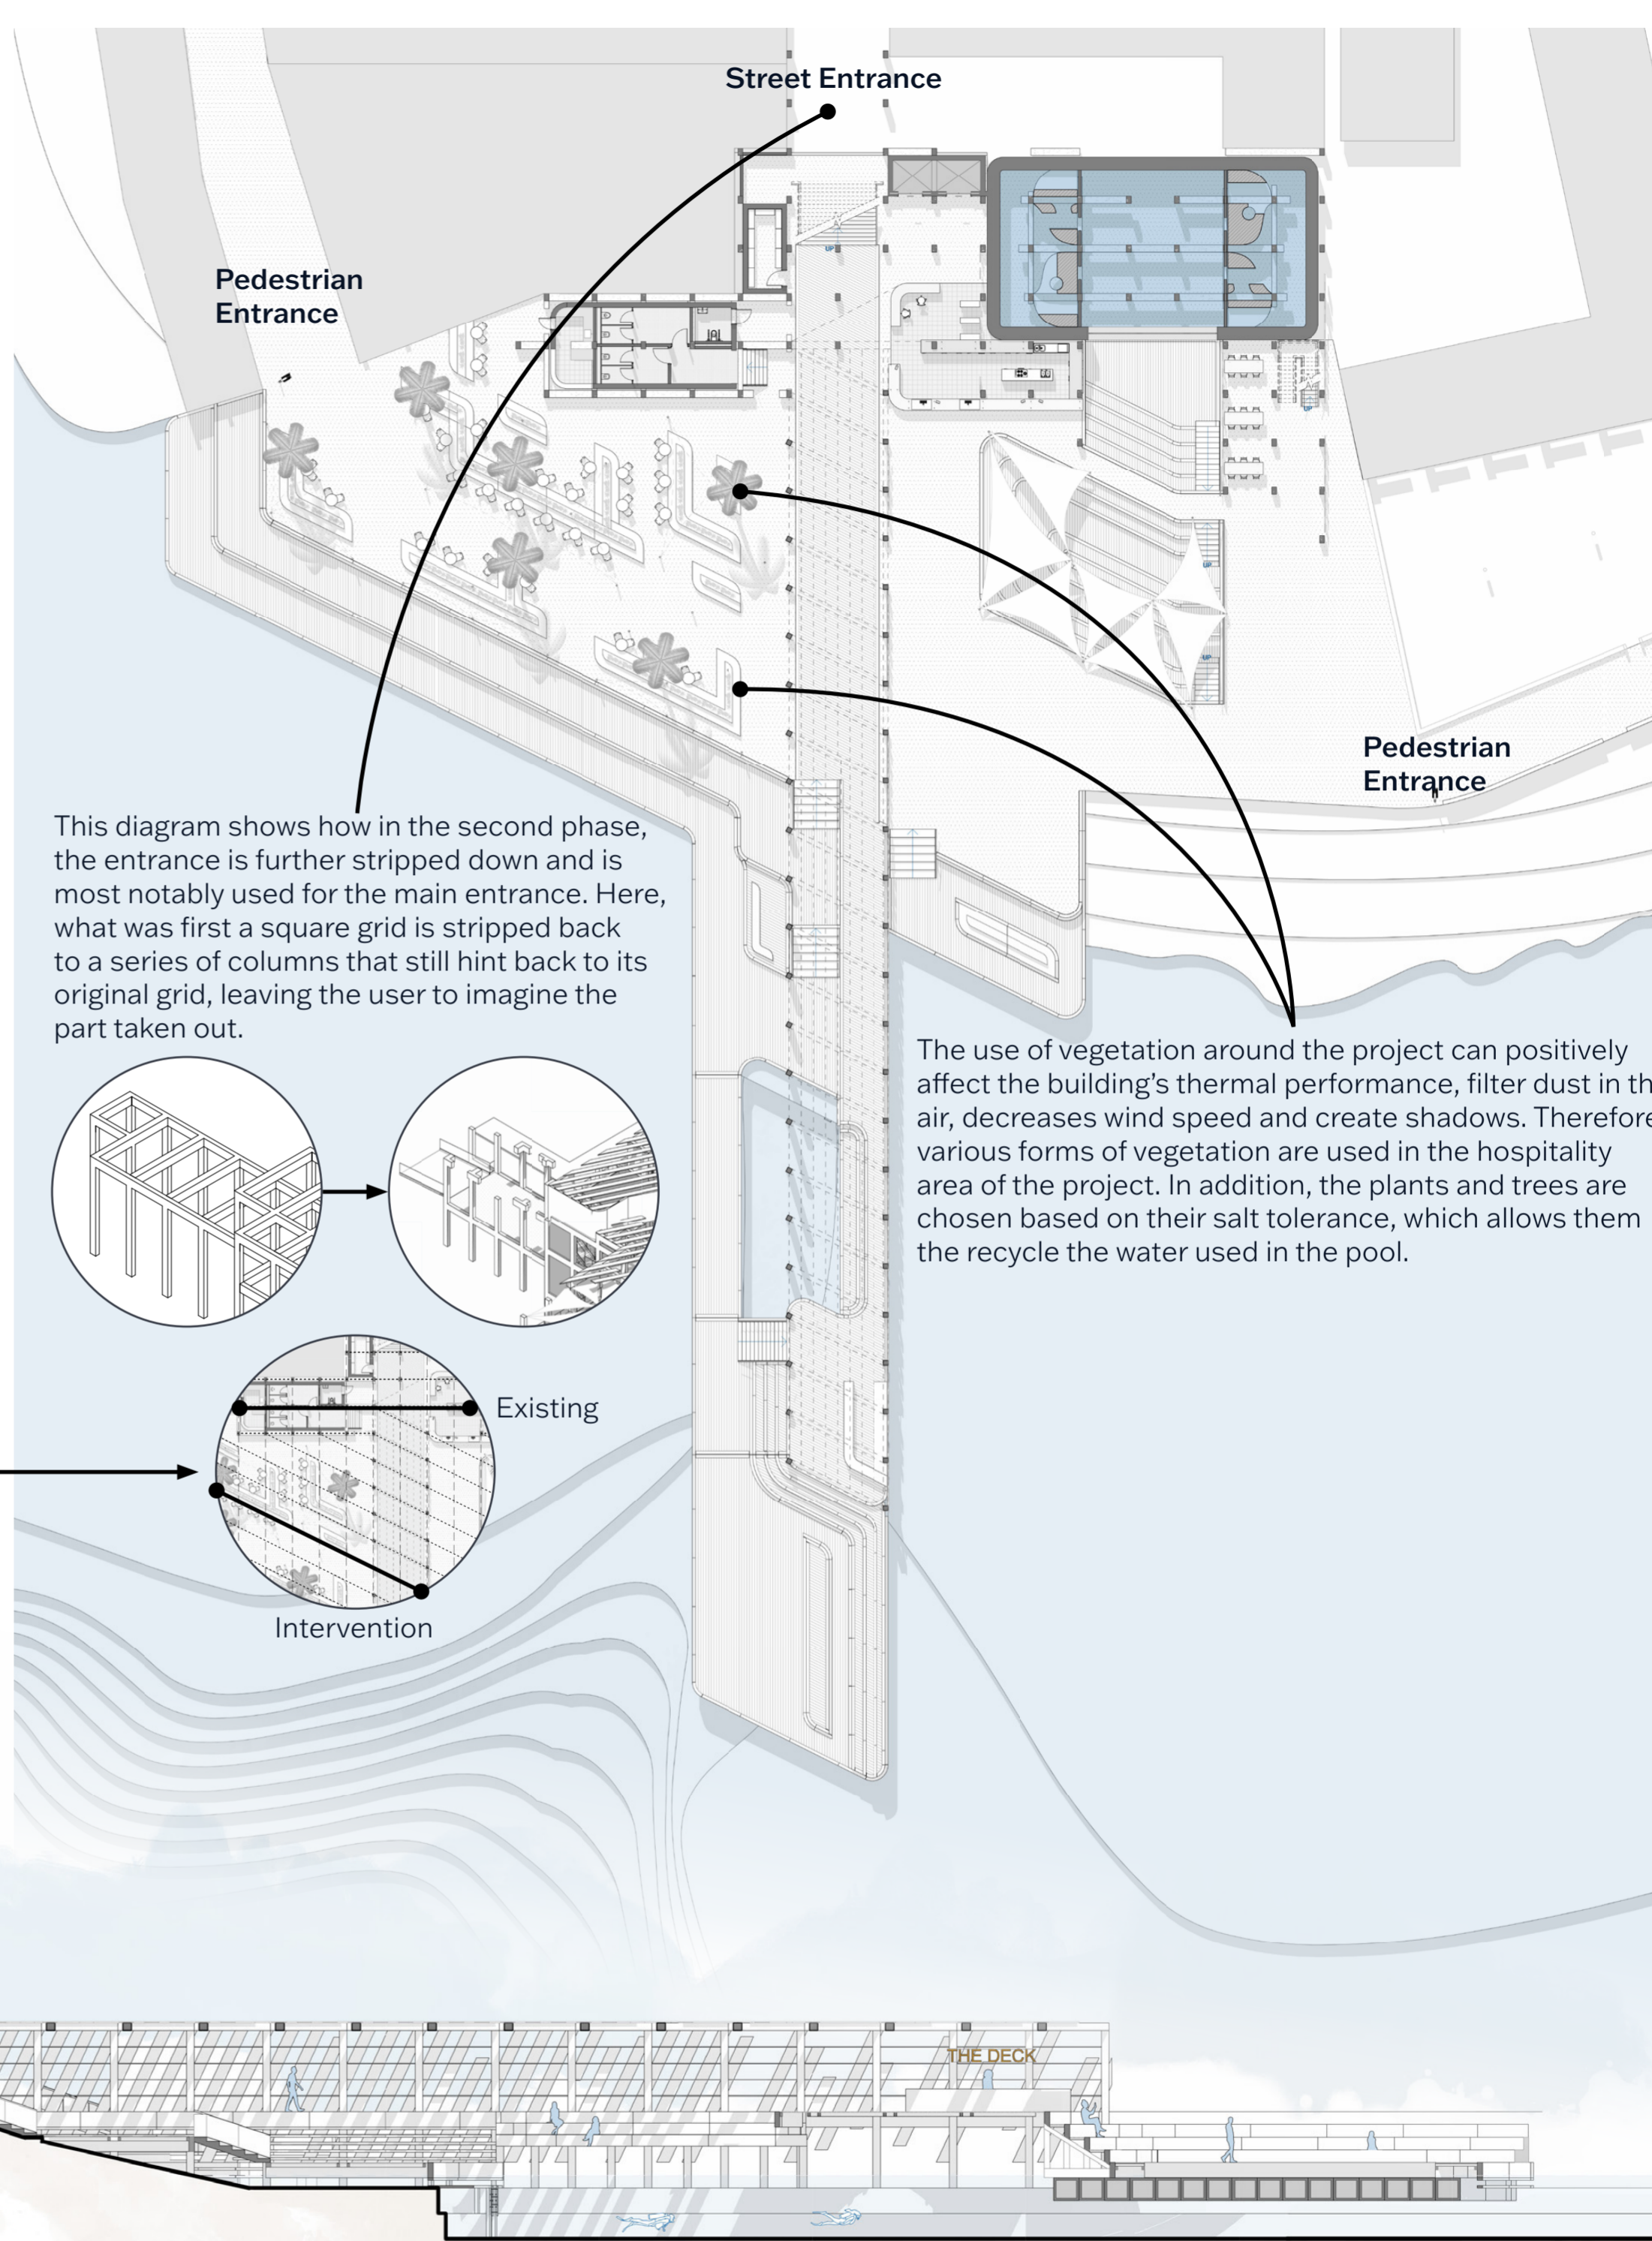 Street Entrance
Pedestrian
Entrance
UP
UP
UP
UP
Pedestrian
Entrance
This diagram shows how in the second phase,
the entrance is further stripped down and is
most notably used for the main entrance. Here,
what was first a square grid is stripped back
to a series of columns that still hint back to its
original grid, leaving the user to imagine the
part taken out.
The use of vegetation around the project can positively
affect the building's thermal performance, filter dust in th
air, decreases wind speed and create shadows. Therefore
various forms of vegetation are used in the hospitality
area of the project. In addition, the plants and trees are
chosen based on their salt tolerance, which allows them
the recycle the water used in the pool.
Existing
Intervention
THE DECK